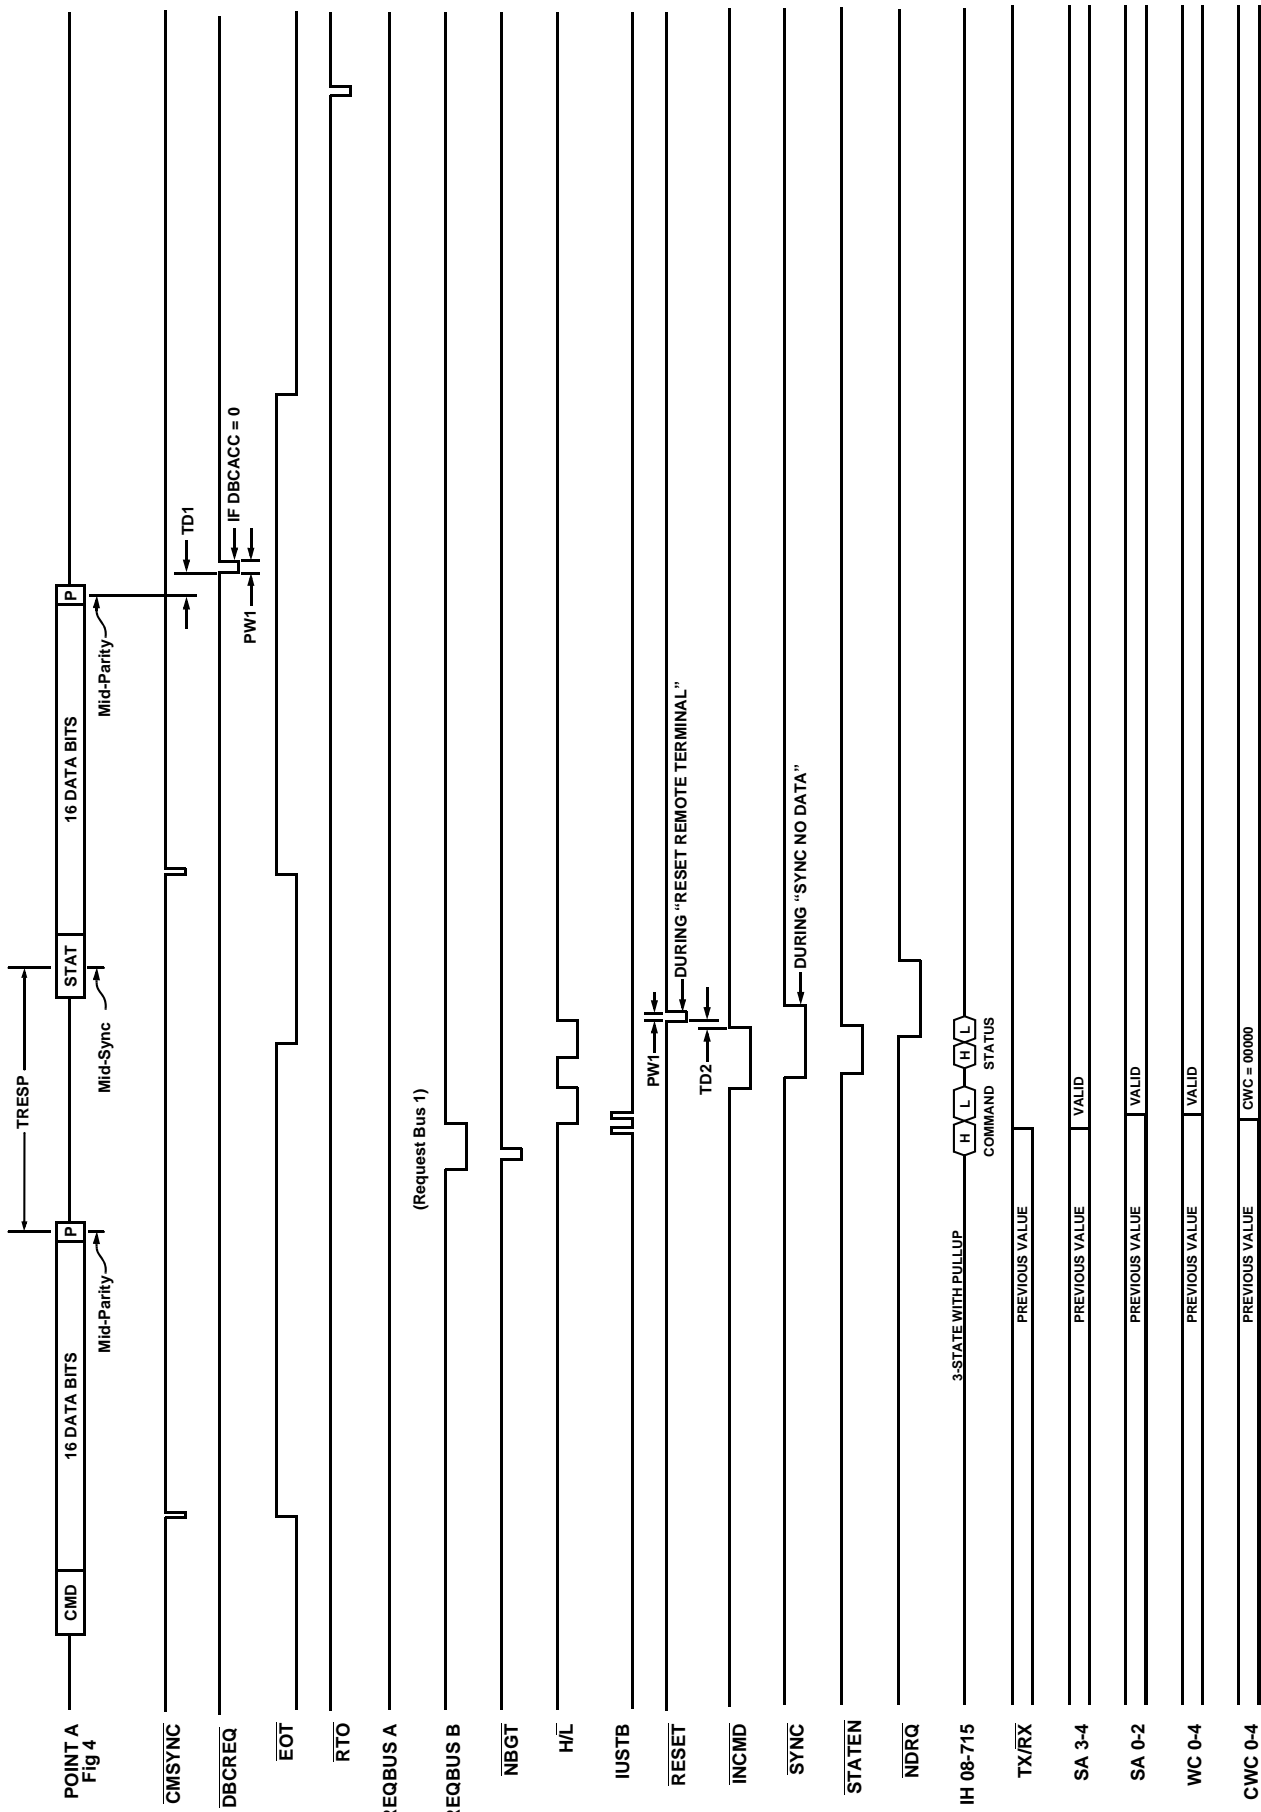 POINT A
Fig 4
CMD
16 DATA BITS
P
STAT
16 DATA BITS
P
TRESP
Mid-Parity
Mid-Sync
Mid-Parity
CMSYNC
TD1
DBCREQ
PW1
IF DBCACC = 0
EOT
RTO
REQBUS A
REQBUS B
(Request Bus 1)
NBGT
H/L
IUSTB
RESET
PW1
DURING “RESET REMOTE TERMINAL”
TD2
INCMD
SYNC
DURING “SYNC NO DATA”
STATEN
NDRQ
IH 08-715
3-STATE WITH PULLUP
H
L
H
L
COMMAND
STATUS
TX/RX
PREVIOUS VALUE
SA 3-4
PREVIOUS VALUE
VALID
SA 0-2
PREVIOUS VALUE
VALID
WC 0-4
PREVIOUS VALUE
VALID
CWC 0-4
PREVIOUS VALUE
CWC = 00000